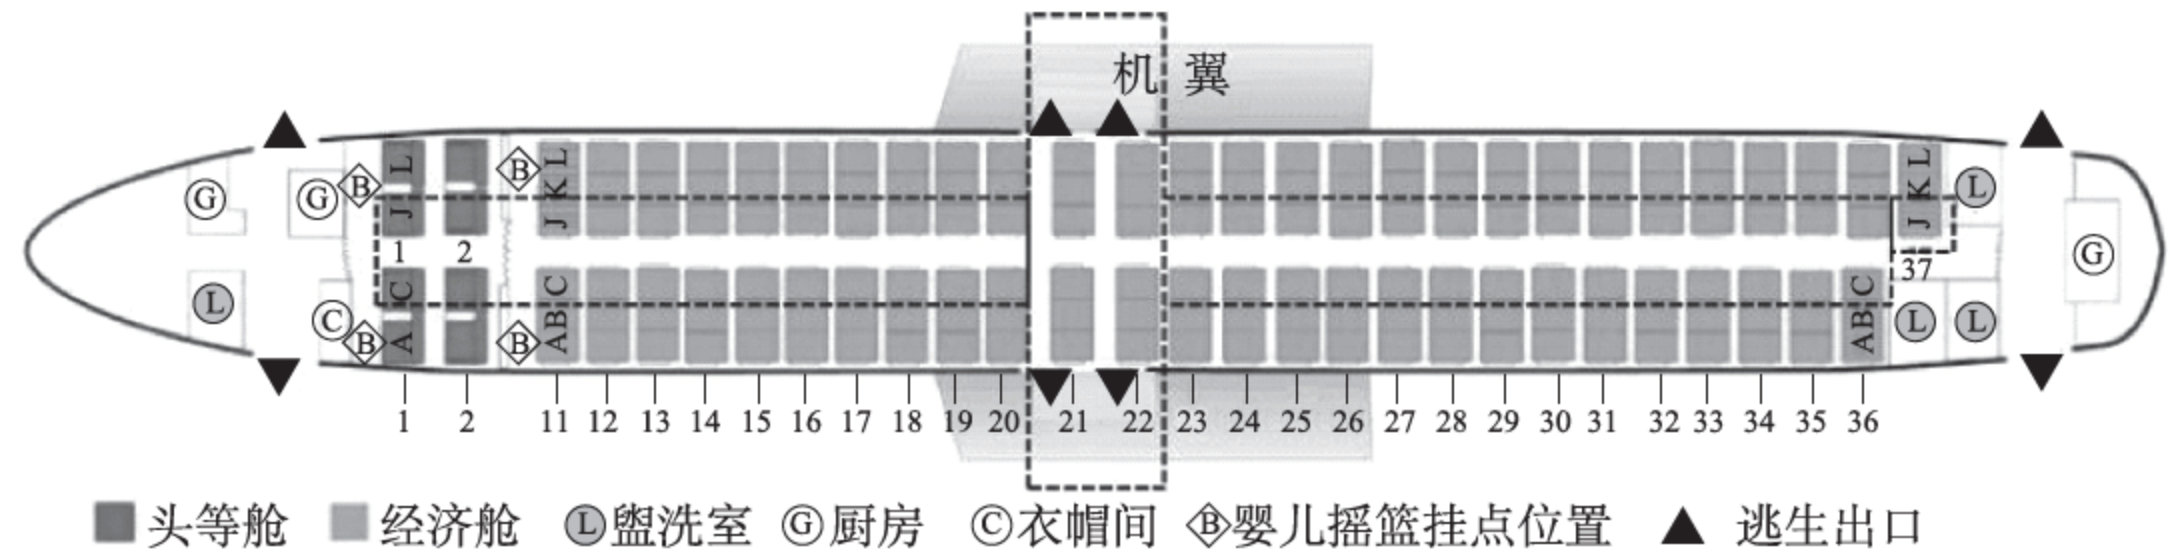 机 翼
G G B L B L
K
J J
1 2
L C B A C B C B A
J K L L
37
A B C L L
G
1 2 11 12 13 14 15 16 17 18 19 20 21 22 23 24 25 26 27 28 29 30 31 32 33 34 35 36
头等舱 经济舱 L盥洗室 G厨房 C衣帽间 B婴儿摇篮挂点位置 逃生出口